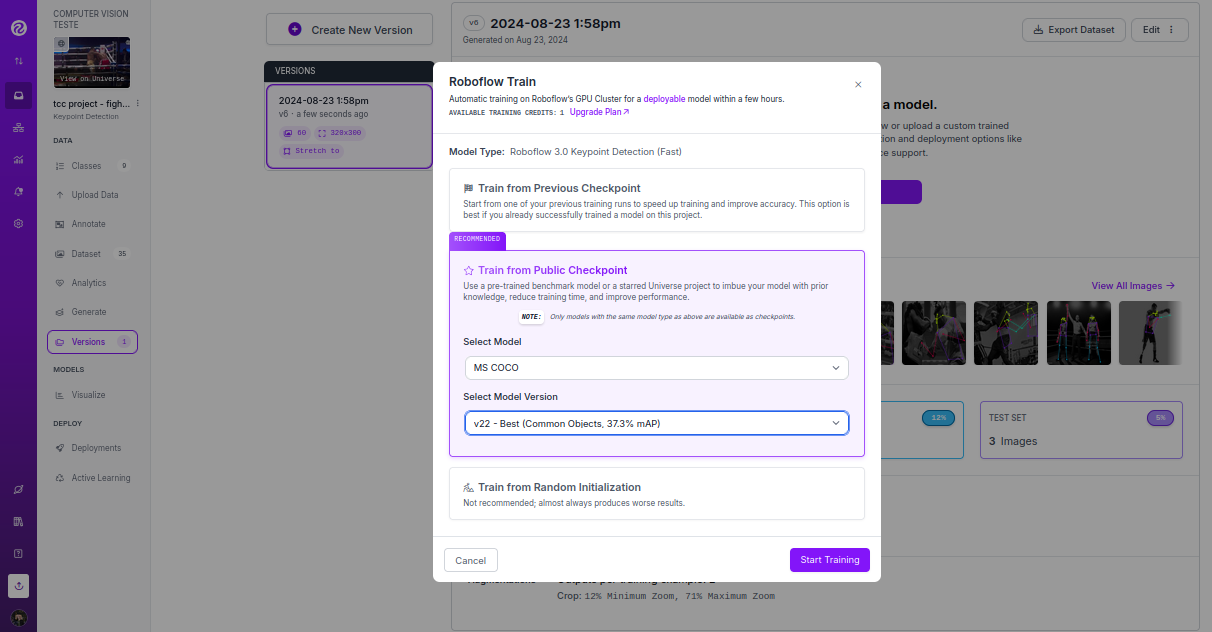 COMPUTER VISION
TESTE
View on Universe
tcc project - figh...
Keypoint Detection
DATA
Classes 9
Upload Data
Annotate
Dataset 35
Analytics
Generate
Versions 1
MODELS
Visualize
DEPLOY
Deployments
Active Learning
Create New Version
VERSIONS
2024-08-23 1:58pm
v6 · a few seconds ago
60 320x300
Stretch to
v6 2024-08-23 1:58pm
Generated on Aug 23, 2024
Export Dataset
Edit
Roboflow Train
Automatic training on Roboflow's GPU Cluster for a deployable model within a few hours.
AVAILABLE TRAINING CREDITS: 1 Upgrade Plan
Model Type: Roboflow 3.0 Keypoint Detection (Fast)
Train from Previous Checkpoint
Start from one of your previous training runs to speed up training and improve accuracy. This option is
best if you already successfully trained a model on this project.
RECOMMENDED
Train from Public Checkpoint
Use a pre-trained benchmark model or a starred Universe project to imbue your model with prior
knowledge, reduce training time, and improve performance.
NOTE: Only models with the same model type as above are available as checkpoints.
Select Model
MS COCO
Select Model Version
v22 - Best (Common Objects, 37.3% mAP)
Train from Random Initialization
Not recommended; almost always produces worse results.
Cancel
Start Training
a model.
w or upload a custom trained
tion and deployment options like
ce support.
View All Images →
12%
TEST SET 5%
3 Images
Crop: 12% Minimum Zoom, 71% Maximum Zoom